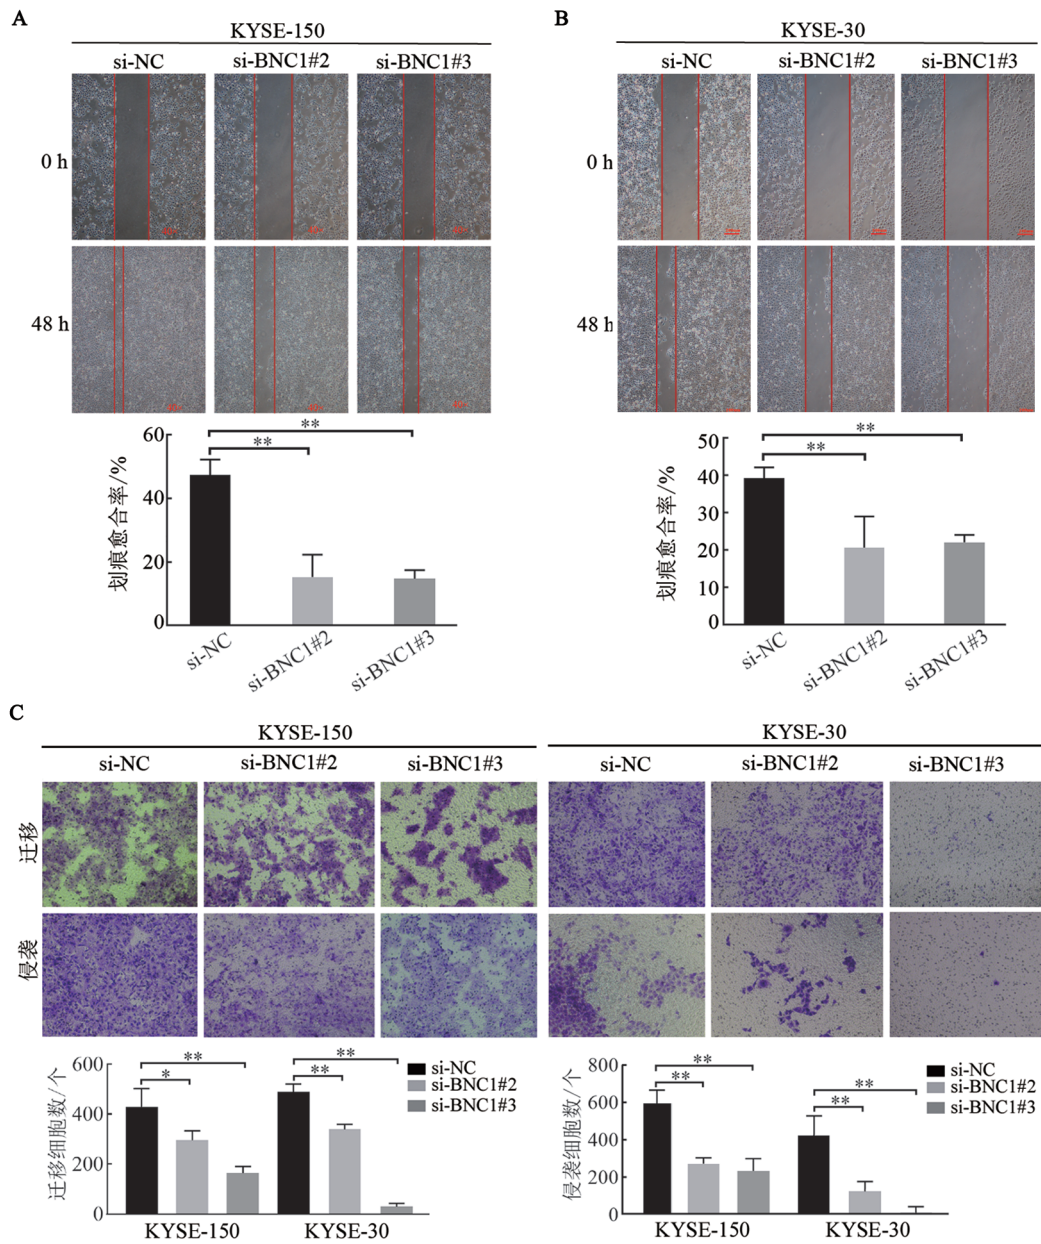 A
KYSE-150
si-NC si-BNC1#2 si-BNC1#3
0 h
48 h
60
40
20
0
划痕愈合率/%
** **
si-NC si-BNC1#2 si-BNC1#3
B
KYSE-30
si-NC si-BNC1#2 si-BNC1#3
0 h
48 h
50
40
30
20
10
0
划痕愈合率/%
** **
si-NC si-BNC1#2 si-BNC1#3
C
KYSE-150 KYSE-30
si-NC si-BNC1#2 si-BNC1#3 si-NC si-BNC1#2 si-BNC1#3
迁移
侵袭
600
400
200
0
迁移细胞数/个
** * ** **
si-NC
si-BNC1#2
si-BNC1#3
KYSE-150 KYSE-30
800
600
400
200
0
侵袭细胞数/个
** ** ** **
si-NC
si-BNC1#2
si-BNC1#3
KYSE-150 KYSE-30